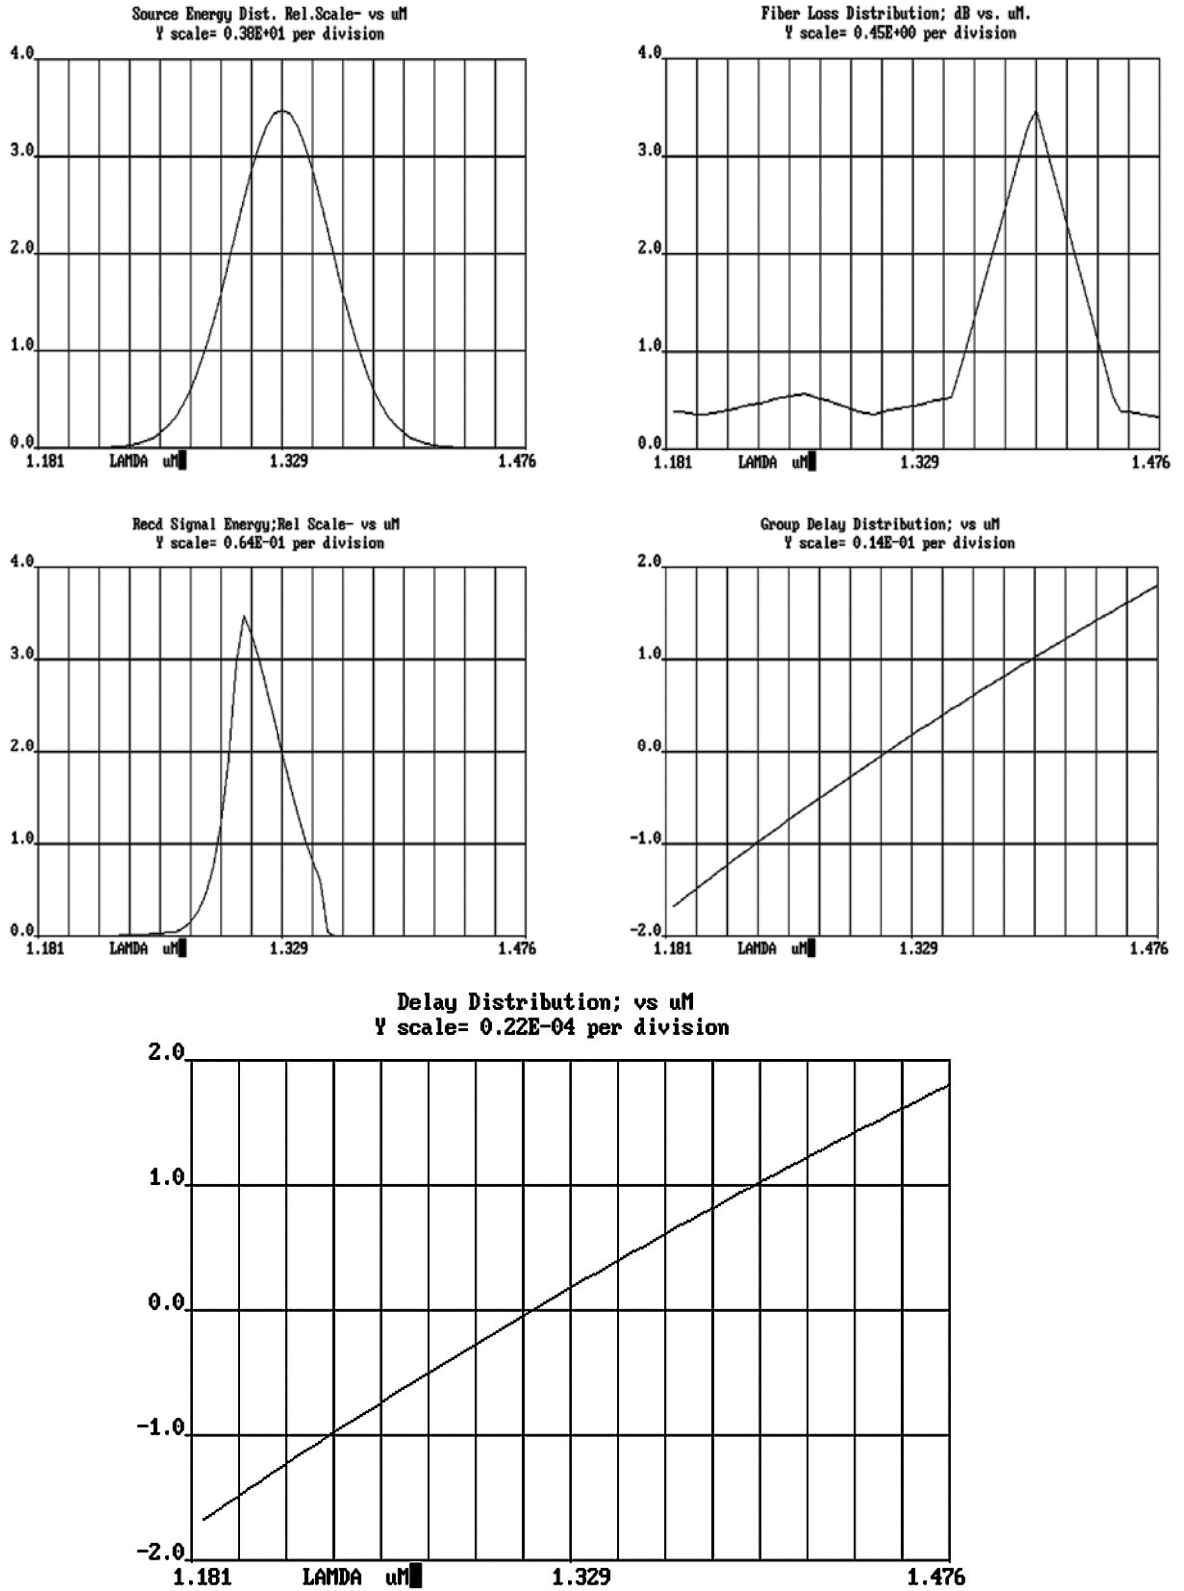 Source Energy Dist. Rel.Scale- vs uM
Y scale= 0.38E+01 per division
4.0
3.0
2.0
1.0
0.0
1.181 LAMDA uM 1.329 1.476
Fiber Loss Distribution; dB vs. uM.
Y scale= 0.45E+00 per division
4.0
3.0
2.0
1.0
0.0
1.181 LAMDA uM 1.329 1.476
Recd Signal Energy;Rel Scale- vs uM
Y scale= 0.64E-01 per division
4.0
3.0
2.0
1.0
0.0
1.181 LAMDA uM 1.329 1.476
Group Delay Distribution; vs uM
Y scale= 0.14E-01 per division
2.0
1.0
0.0
-1.0
-2.0
1.181 LAMDA uM 1.329 1.476
Delay Distribution; vs uM
Y scale= 0.22E-04 per division
2.0
1.0
0.0
-1.0
-2.0
1.181 LAMDA uM 1.329 1.476